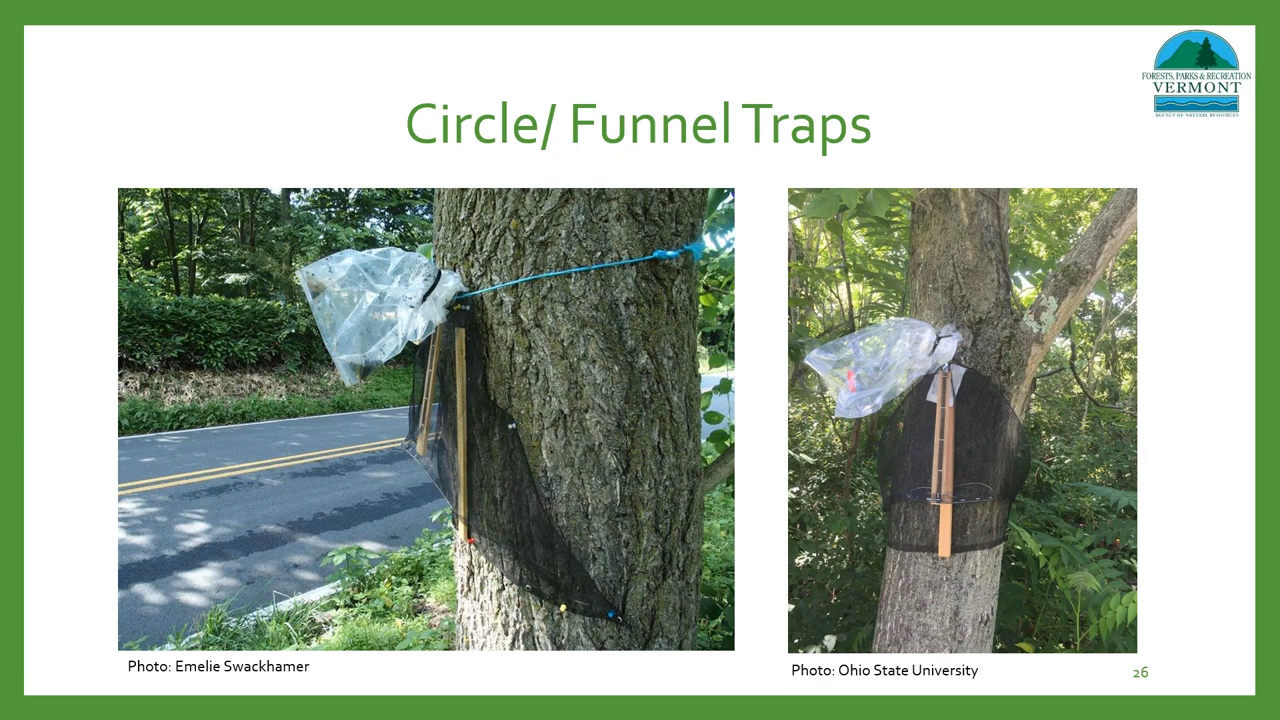 FORESTS, PARKS & RECREATION
VERMONT
AGENCY OF NATURAL RESOURCES
Circle/ Funnel Traps
Photo: Emelie Swackhamer
Photo: Ohio State University
26